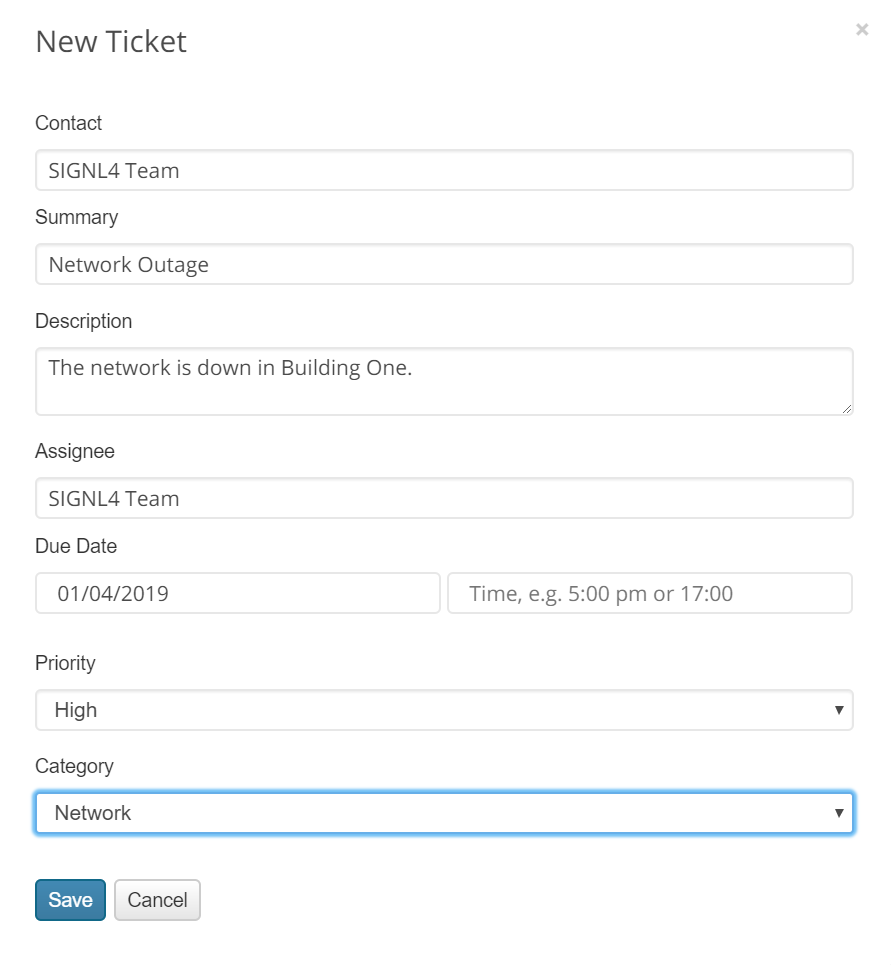 New Ticket
×
Contact
SIGNL4 Team
Summary
Network Outage
Description
The network is down in Building One.
Assignee
SIGNL4 Team
Due Date
01/04/2019 Time, e.g. 5:00 pm or 17:00
Priority
High
Category
Network
Save Cancel